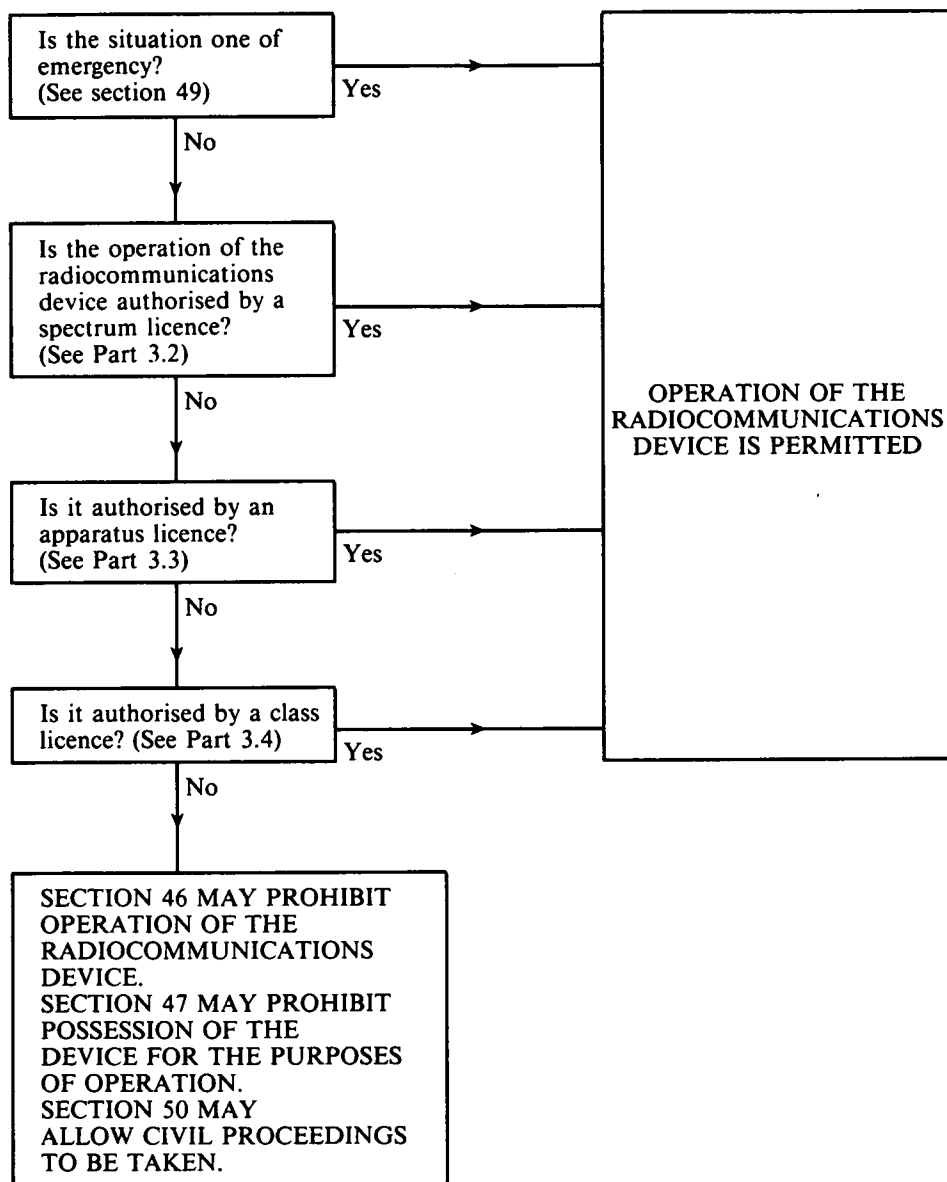 Is the situation one of
emergency?
(See section 49)
Yes
No
Is the operation of the
radiocommunications
device authorised by a
spectrum licence?
(See Part 3.2)
Yes
No
Is it authorised by an
apparatus licence?
(See Part 3.3)
Yes
No
Is it authorised by a class
licence? (See Part 3.4)
Yes
No
OPERATION OF THE
RADIOCOMMUNICATIONS
DEVICE IS PERMITTED
SECTION 46 MAY PROHIBIT
OPERATION OF THE
RADIOCOMMUNICATIONS
DEVICE.
SECTION 47 MAY PROHIBIT
POSSESSION OF THE
DEVICE FOR THE PURPOSES
OF OPERATION.
SECTION 50 MAY
ALLOW CIVIL PROCEEDINGS
TO BE TAKEN.